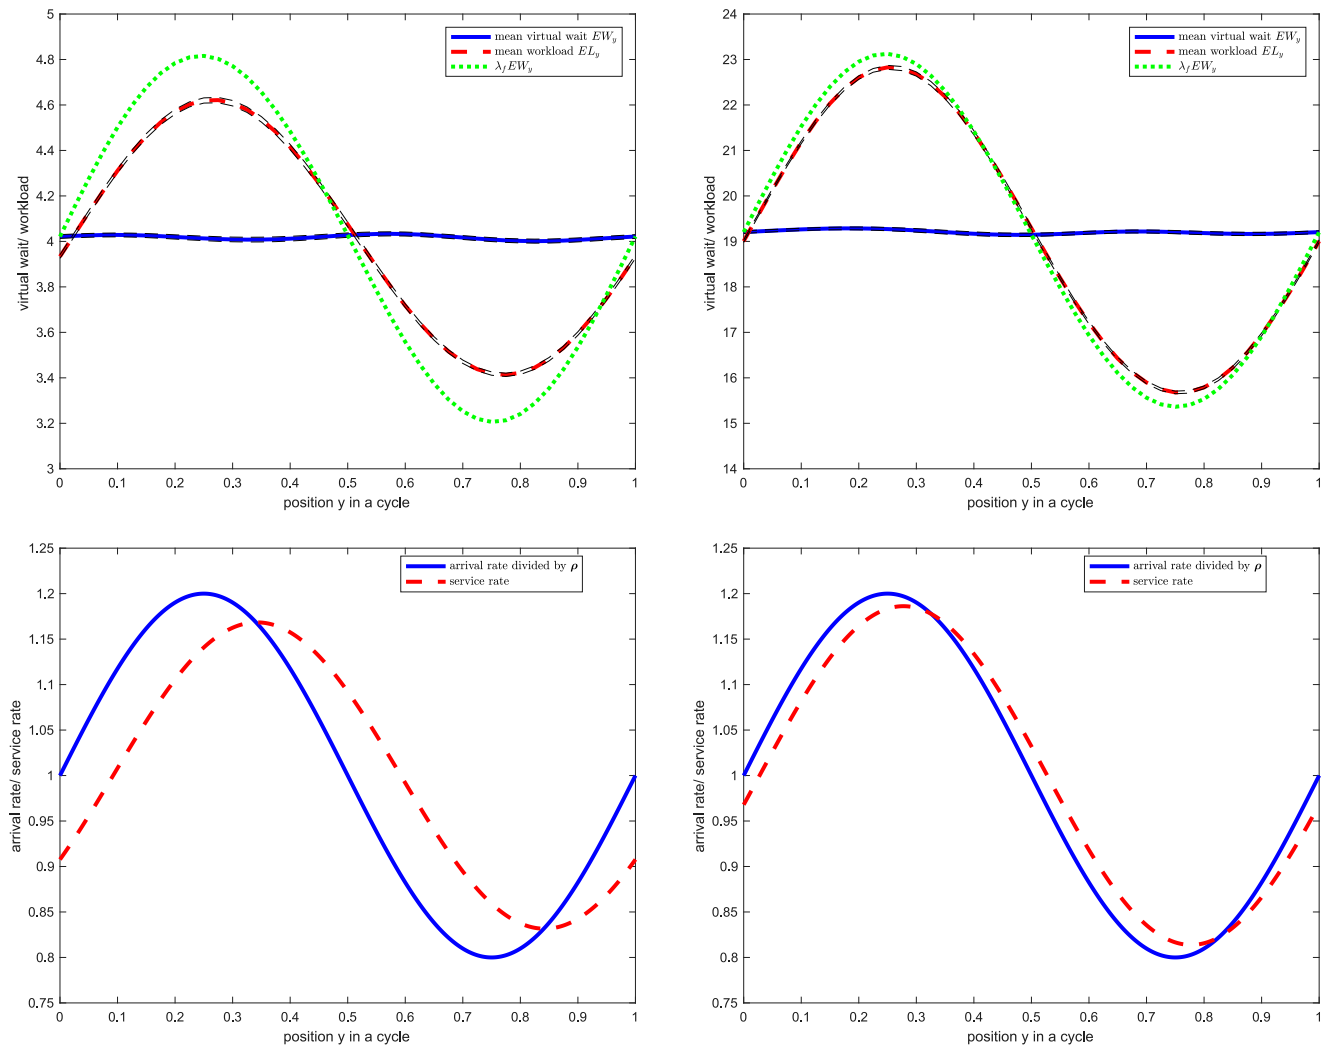 5
4.8
4.6
4.4
4.2
4
3.8
3.6
3.4
3.2
3
virtual wait/ workload
mean virtual wait EW_y
mean workload EL_y
λ_f EW_y
0 0.1 0.2 0.3 0.4 0.5 0.6 0.7 0.8 0.9 1
position y in a cycle
24
23
22
21
20
19
18
17
16
15
14
virtual wait/ workload
mean virtual wait EW_y
mean workload EL_y
λ_f EW_y
0 0.1 0.2 0.3 0.4 0.5 0.6 0.7 0.8 0.9 1
position y in a cycle
1.25
1.2
1.15
1.1
1.05
1
0.95
0.9
0.85
0.8
0.75
arrival rate/ service rate
arrival rate divided by ρ
service rate
0 0.1 0.2 0.3 0.4 0.5 0.6 0.7 0.8 0.9 1
position y in a cycle
1.25
1.2
1.15
1.1
1.05
1
0.95
0.9
0.85
0.8
0.75
arrival rate/ service rate
arrival rate divided by ρ
service rate
0 0.1 0.2 0.3 0.4 0.5 0.6 0.7 0.8 0.9 1
position y in a cycle